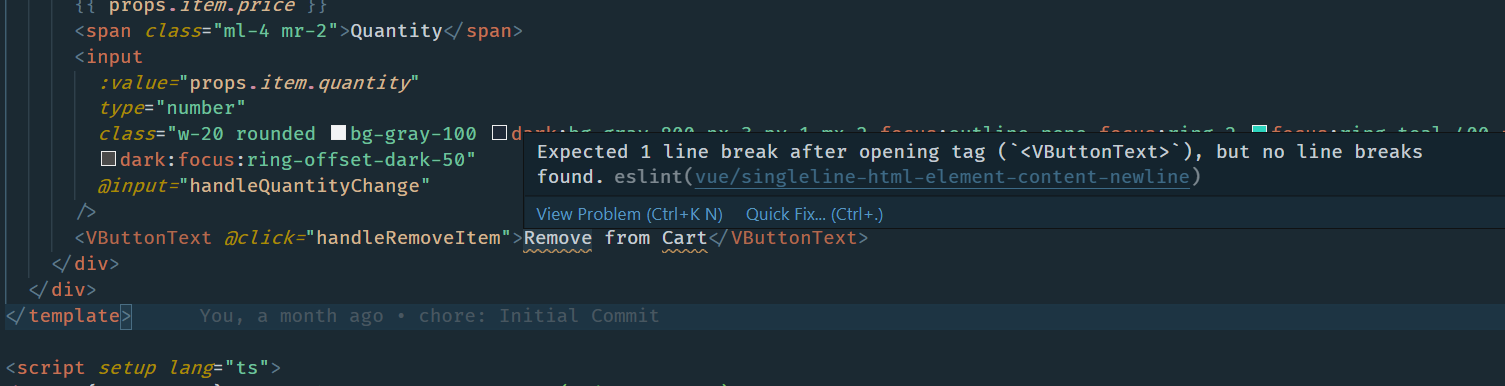 {{ props.item.price }}
<span class="ml-4 mr-2">Quantity</span>
<input
:value="props.item.quantity"
type="number"
class="w-20 rounded bg-gray-100 dark:bg-gray-800 px-3 py-1 mx-2 focus:outline-none focus:ring-2 focus:ring-teal-400
dark:focus:ring-offset-dark-50"
@input="handleQuantityChange"
/>
<VButtonText @click="handleRemoveItem">Remove from Cart</VButtonText>
</div>
</div>
</template> You, a month ago • chore: Initial Commit
<script setup lang="ts">
Expected 1 line break after opening tag (`<VButtonText>`), but no line breaks
found. eslint(vue/singleline-html-element-content-newline)
View Problem (Ctrl+K N) Quick Fix... (Ctrl+.)